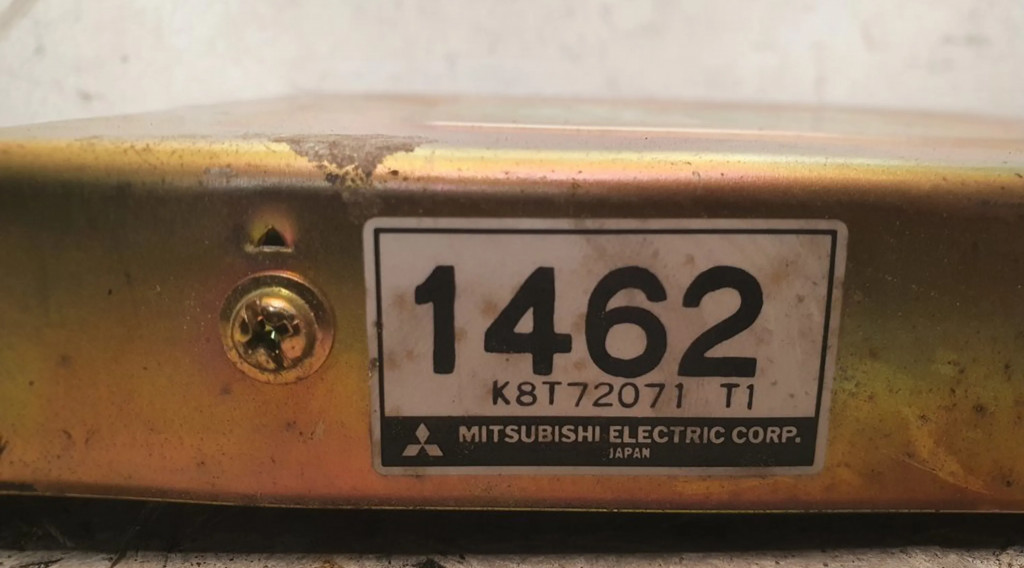 1462
K8T72071 T1
MITSUBISHI ELECTRIC CORP.
JAPAN